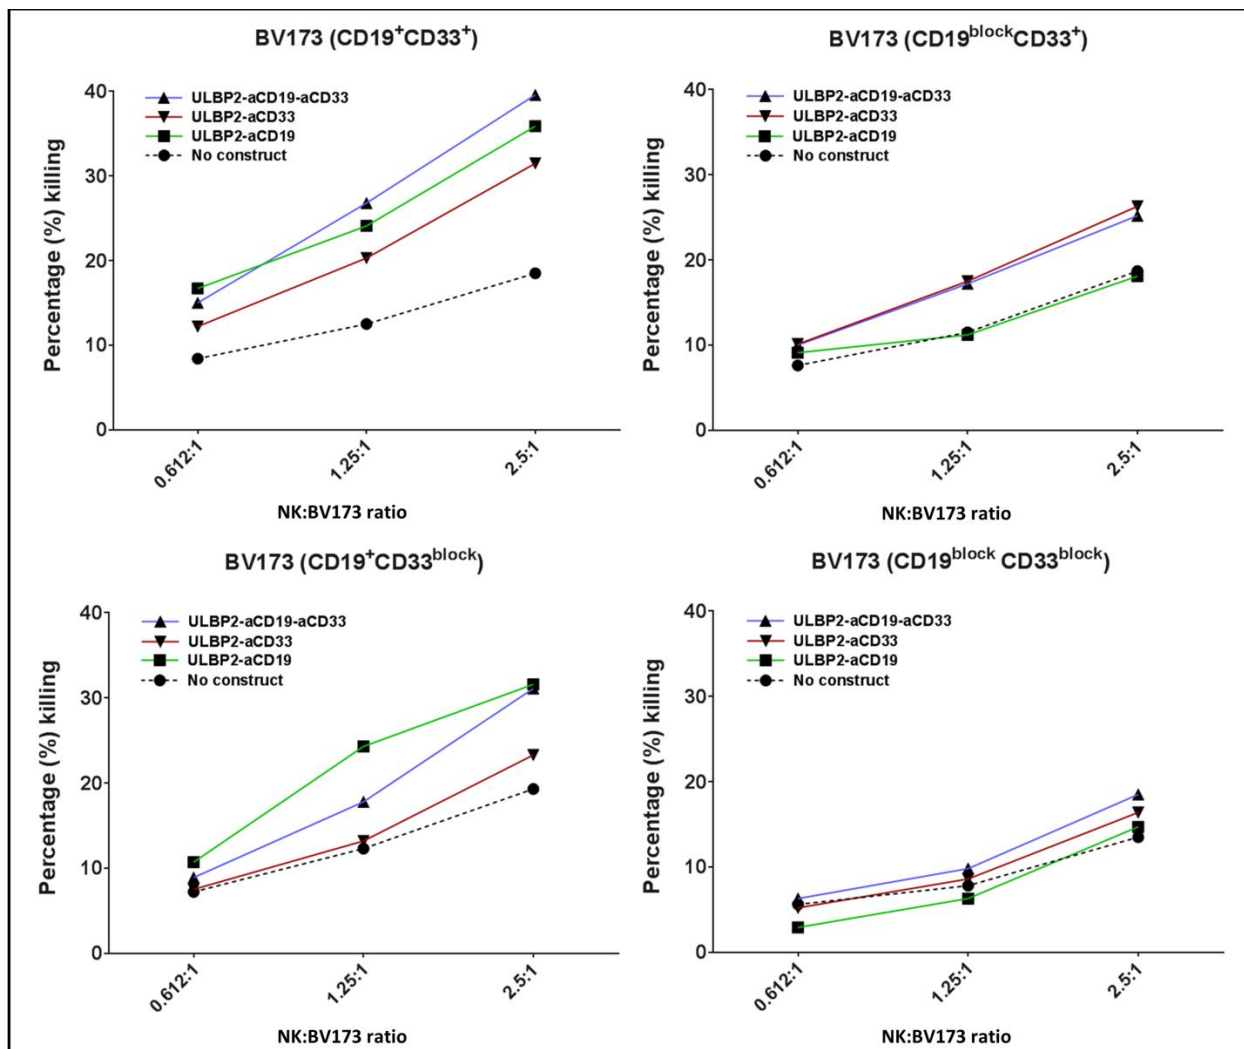 BV173 (CD19⁺CD33⁺)
ULBP2-aCD19-aCD33
ULBP2-aCD33
ULBP2-aCD19
No construct
Percentage (%) killing
40
30
20
10
0
0.612:1
1.25:1
2.5:1
NK:BV173 ratio
BV173 (CD19ᵇˡᵒᶜᵏCD33⁺)
ULBP2-aCD19-aCD33
ULBP2-aCD33
ULBP2-aCD19
No construct
Percentage (%) killing
40
30
20
10
0
0.612:1
1.25:1
2.5:1
NK:BV173 ratio
BV173 (CD19⁺CD33ᵇˡᵒᶜᵏ)
ULBP2-aCD19-aCD33
ULBP2-aCD33
ULBP2-aCD19
No construct
Percentage (%) killing
40
30
20
10
0
0.612:1
1.25:1
2.5:1
NK:BV173 ratio
BV173 (CD19ᵇˡᵒᶜᵏ CD33ᵇˡᵒᶜᵏ)
ULBP2-aCD19-aCD33
ULBP2-aCD33
ULBP2-aCD19
No construct
Percentage (%) killing
40
30
20
10
0
0.612:1
1.25:1
2.5:1
NK:BV173 ratio